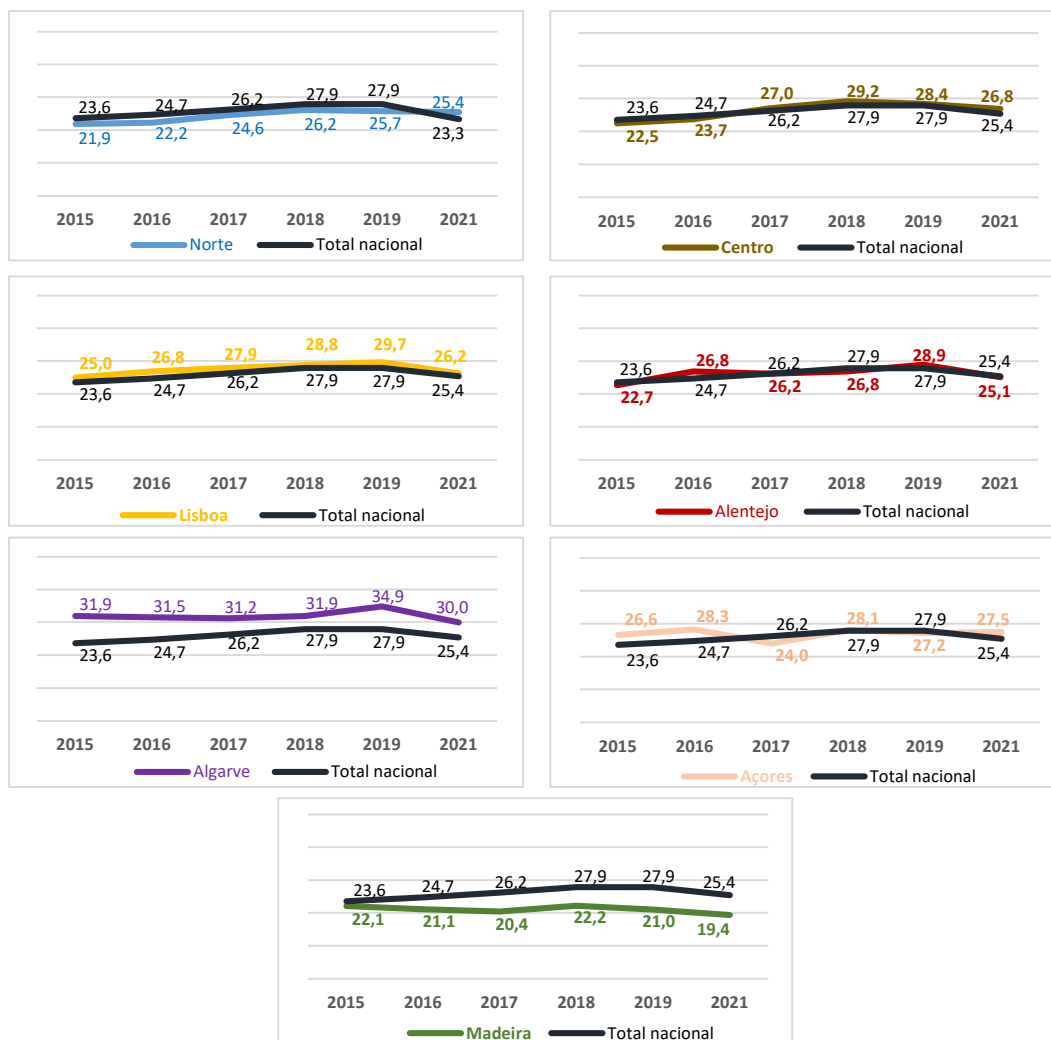 23,6 24,7 26,2 27,9 27,9 25,4
21,9 22,2 24,6 26,2 25,7 23,3
2015 2016 2017 2018 2019 2021
Norte Total nacional
23,6 24,7 27,0 29,2 28,4 26,8
22,5 23,7 26,2 27,9 27,9 25,4
2015 2016 2017 2018 2019 2021
Centro Total nacional
25,0 26,8 27,9 28,8 29,7 26,2
23,6 24,7 26,2 27,9 27,9 25,4
2015 2016 2017 2018 2019 2021
Lisboa Total nacional
23,6 26,8 26,2 27,9 28,9 25,4
22,7 24,7 26,2 26,8 27,9 25,1
2015 2016 2017 2018 2019 2021
Alentejo Total nacional
31,9 31,5 31,2 31,9 34,9 30,0
23,6 24,7 26,2 27,9 27,9 25,4
2015 2016 2017 2018 2019 2021
Algarve Total nacional
26,6 28,3 26,2 28,1 27,9 27,5
23,6 24,7 24,0 27,9 27,2 25,4
2015 2016 2017 2018 2019 2021
Açores Total nacional
23,6 24,7 26,2 27,9 27,9 25,4
22,1 21,1 20,4 22,2 21,0 19,4
2015 2016 2017 2018 2019 2021
Madeira Total nacional